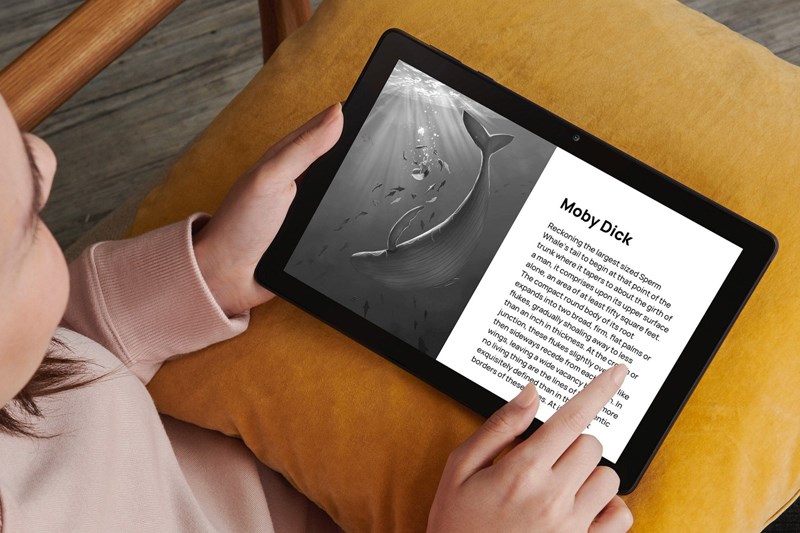 Moby Dick
Reckoning the largest sized Sperm
Whale's tail to begin at that point of the
trunk where it tapers to about the girth of
a man, it comprises upon its upper surface
alone, an area of at least fifty square feet.
The compact round body of its root
expands into two broad, firm, flat palms or
flukes, gradually shoaling away to less
than an inch in thickness. At the or
junction, these flukes slightly like
then sideways recede from each In
wings, leaving a wide vacancy more
no living thing are the lines of
exquisitely defined than in the
borders of these At